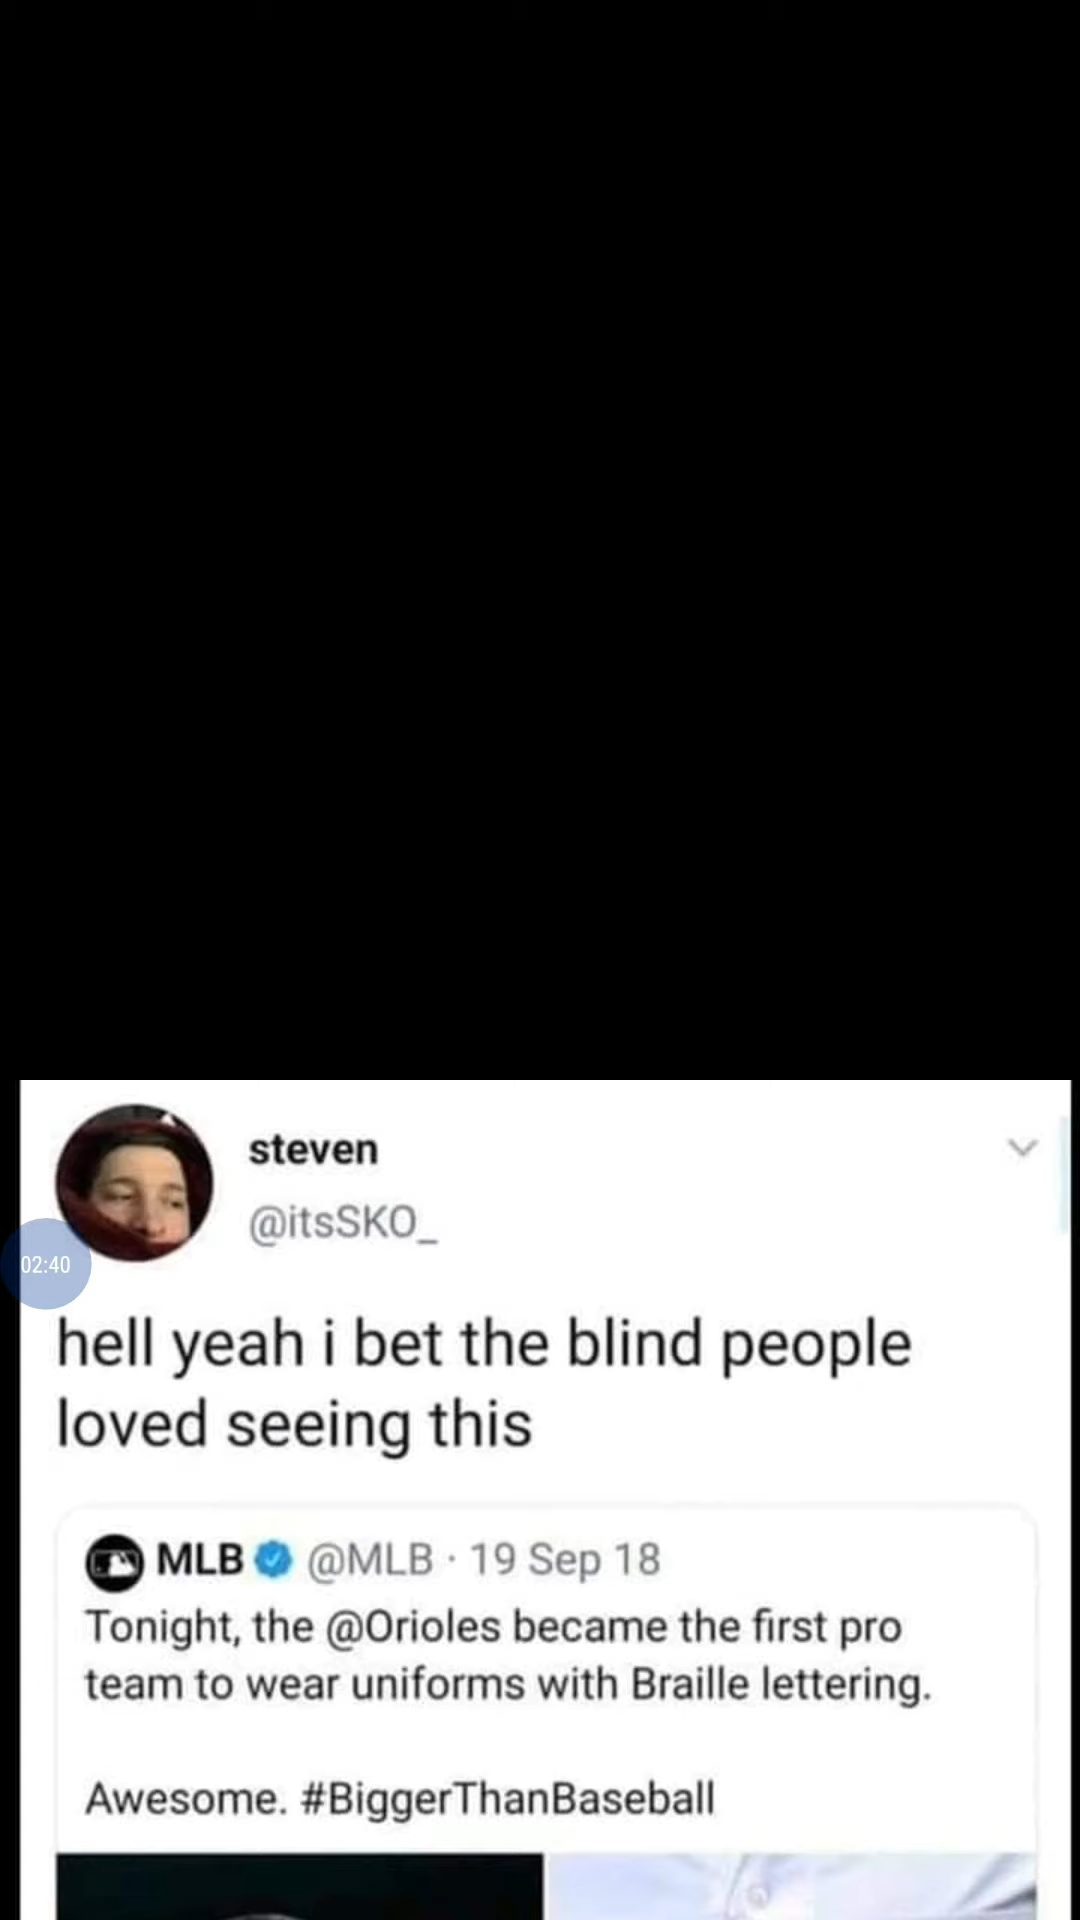 steven
@itsSKO_
02:40
hell yeah i bet the blind people
loved seeing this
MLB @MLB · 19 Sep 18
Tonight, the @Orioles became the first pro
team to wear uniforms with Braille lettering.
Awesome. #BiggerThanBaseball